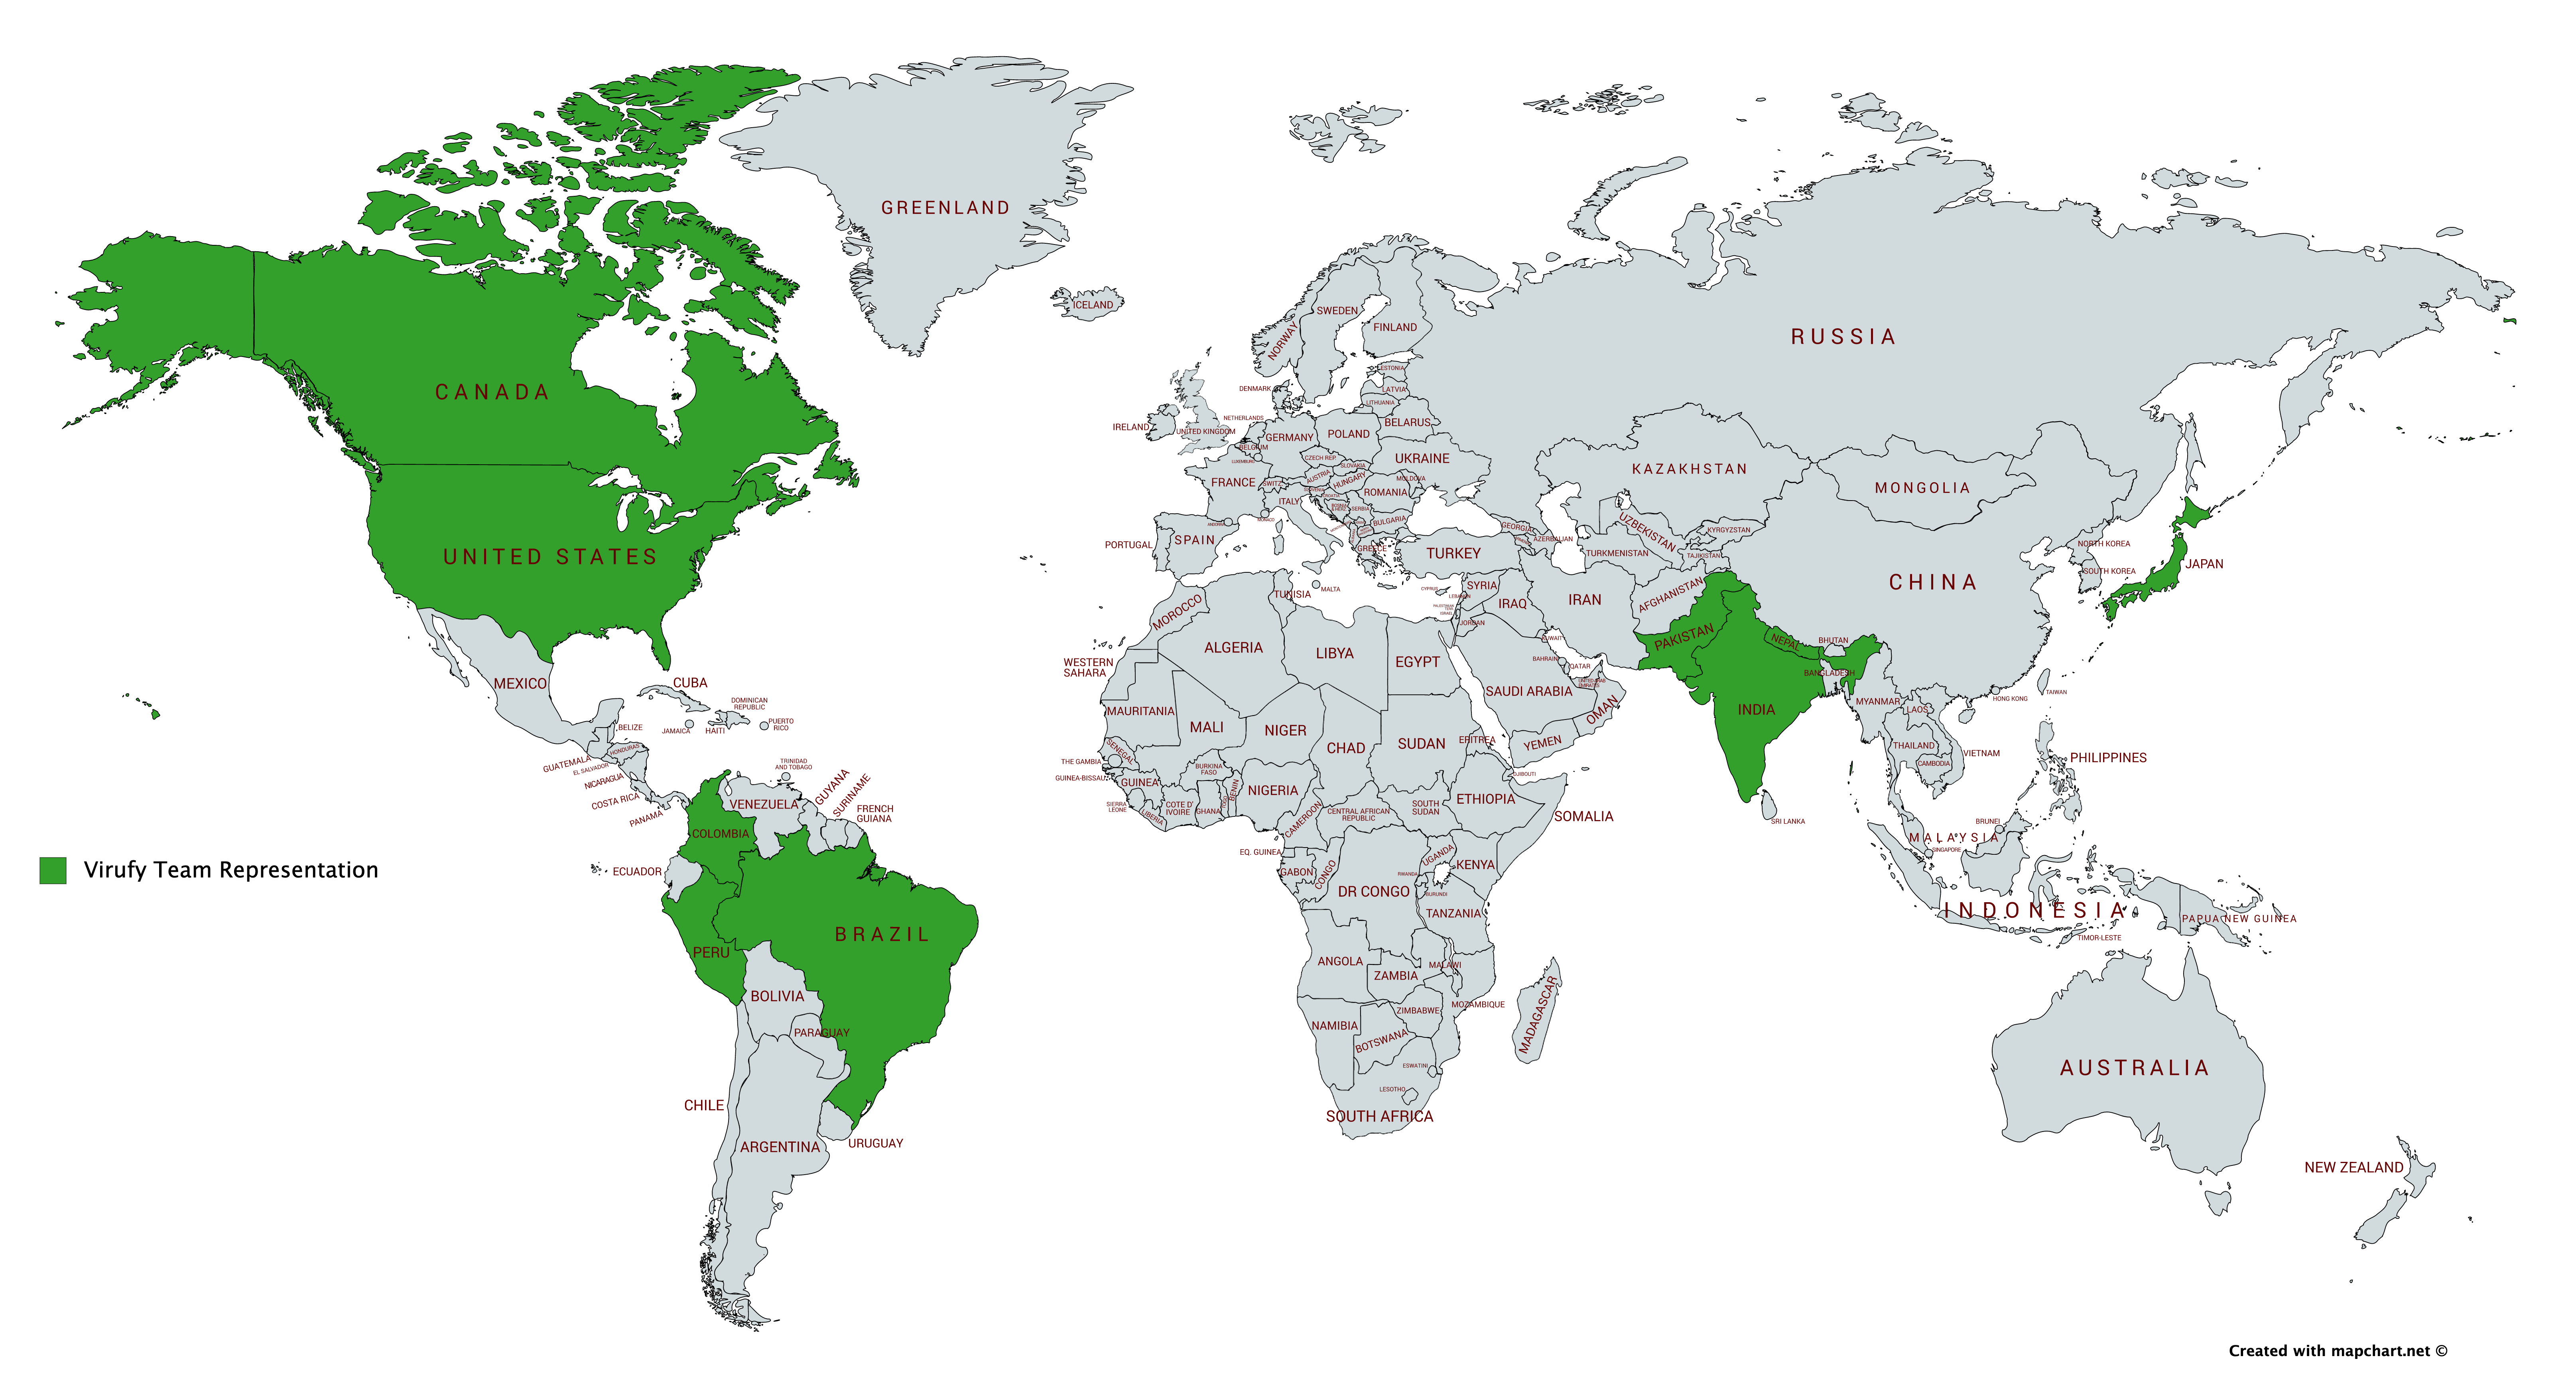 GREENLAND
ICELAND
RUSSIA
SWEDEN
FINLAND
NORWAY
ESTONIA
CANADA
DENMARK
LATVIA
LITHUANIA
NETHERLANDS
BELARUS
IRELAND
UNITED KINGDOM
GERMANY
POLAND
BELGIUM
LUXEMBURG
CZECH REP.
UKRAINE
SLOVAKIA
KAZAKHSTAN
MONGOLIA
FRANCE
SWITZ.
AUSTRIA
HUNGARY
MOLDOVA
ROMANIA
ITALY
SERBIA
ANDORRA
MONACO
BULGARIA
GEORGIA
UZBEKISTAN
KYRGYZSTAN
PORTUGAL
SPAIN
GREECE
TURKEY
AZERBAIJAN
TURKMENISTAN
TAJIKISTAN
NORTH KOREA
SOUTH KOREA
JAPAN
UNITED STATES
CHINA
TUNISIA
MALTA
CYPRUS
SYRIA
LEBANON
IRAQ
IRAN
AFGHANISTAN
MOROCCO
ISRAEL
JORDAN
KUWAIT
PAKISTAN
NEPAL
BHUTAN
ALGERIA
LIBYA
EGYPT
WESTERN
SAHARA
BAHRAIN
QATAR
UNITED ARAB
EMIRATES
BANGLADESH
MEXICO
CUBA
SAUDI ARABIA
OMAN
HONG KONG
TAIWAN
DOMINICAN
REPUBLIC
PUERTO
RICO
BELIZE
JAMAICA
HAITI
MAURITANIA
MALI
NIGER
CHAD
SUDAN
ERITREA
YEMEN
INDIA
MYANMAR
LAOS
HONDURAS
GUATEMALA
EL SALVADOR
NICARAGUA
COSTA RICA
PANAMA
TRINIDAD
AND TOBAGO
SENEGAL
THE GAMBIA
GUINEA-BISSAU
GUINEA
BURKINA
FASO
BENIN
NIGERIA
DJIBOUTI
THAILAND
VIETNAM
CAMBODIA
PHILIPPINES
VENEZUELA
GUYANA
SURINAME
FRENCH
GUIANA
SIERRA
LEONE
LIBERIA
COTE D'
IVOIRE
GHANA
TOGO
CAMEROON
CENTRAL AFRICAN
REPUBLIC
SOUTH
SUDAN
ETHIOPIA
SOMALIA
SRI LANKA
BRUNEI
MALAYSIA
SINGAPORE
COLOMBIA
ECUADOR
EQ. GUINEA
GABON
CONGO
DR CONGO
UGANDA
KENYA
RWANDA
BURUNDI
TANZANIA
Virufy Team Representation
INDONESIA
PAPUA NEW GUINEA
TIMOR-LESTE
BRAZIL
PERU
BOLIVIA
PARAGUAY
ANGOLA
ZAMBIA
MALAWI
MOZAMBIQUE
ZIMBABWE
MADAGASCAR
NAMIBIA
BOTSWANA
ESWATINI
LESOTHO
SOUTH AFRICA
AUSTRALIA
CHILE
ARGENTINA
URUGUAY
NEW ZEALAND
Created with mapchart.net ©